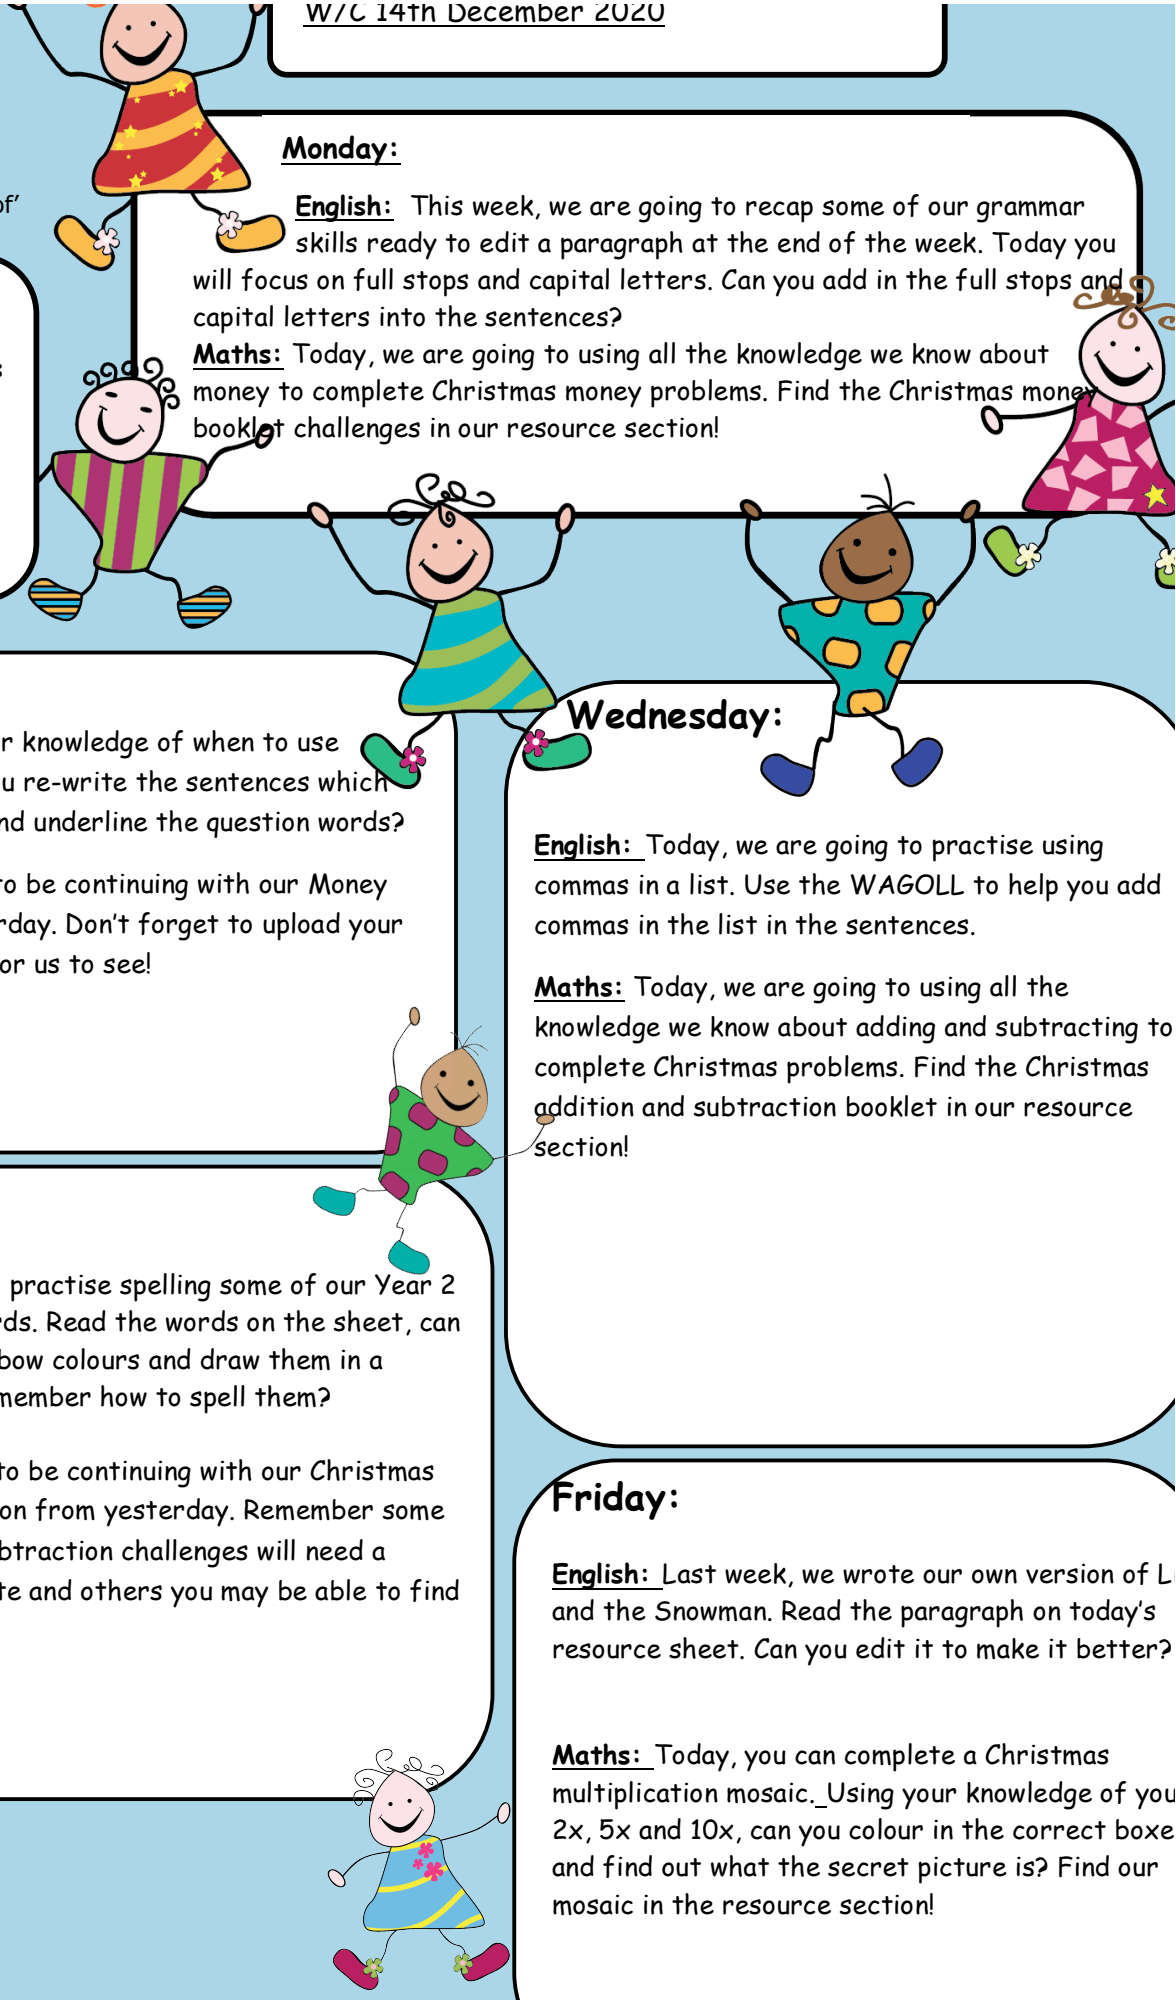 W/C 14th December 2020
Monday:
English: This week, we are going to recap some of our grammar
skills ready to edit a paragraph at the end of the week. Today you
will focus on full stops and capital letters. Can you add in the full stops and
capital letters into the sentences?
Maths: Today, we are going to using all the knowledge we know about
money to complete Christmas money problems. Find the Christmas money
booklet challenges in our resource section!
knowledge of when to use
re-write the sentences which
underline the question words?
to be continuing with our Money
Don't forget to upload your
us to see!
Wednesday:
English: Today, we are going to practise using
commas in a list. Use the WAGOLL to help you add
commas in the list in the sentences.
Maths: Today, we are going to using all the
knowledge we know about adding and subtracting to
complete Christmas problems. Find the Christmas
addition and subtraction booklet in our resource
section!
practise spelling some of our Year 2
Read the words on the sheet, can
colours and draw them in a
how to spell them?
to be continuing with our Christmas
from yesterday. Remember some
challenges will need a
and others you may be able to find
Friday:
English: Last week, we wrote our own version of
and the Snowman. Read the paragraph on today's
resource sheet. Can you edit it to make it better?
Maths: Today, you can complete a Christmas
multiplication mosaic. Using your knowledge of
2x, 5x and 10x, can you colour in the correct
and find out what the secret picture is? Find our
mosaic in the resource section!